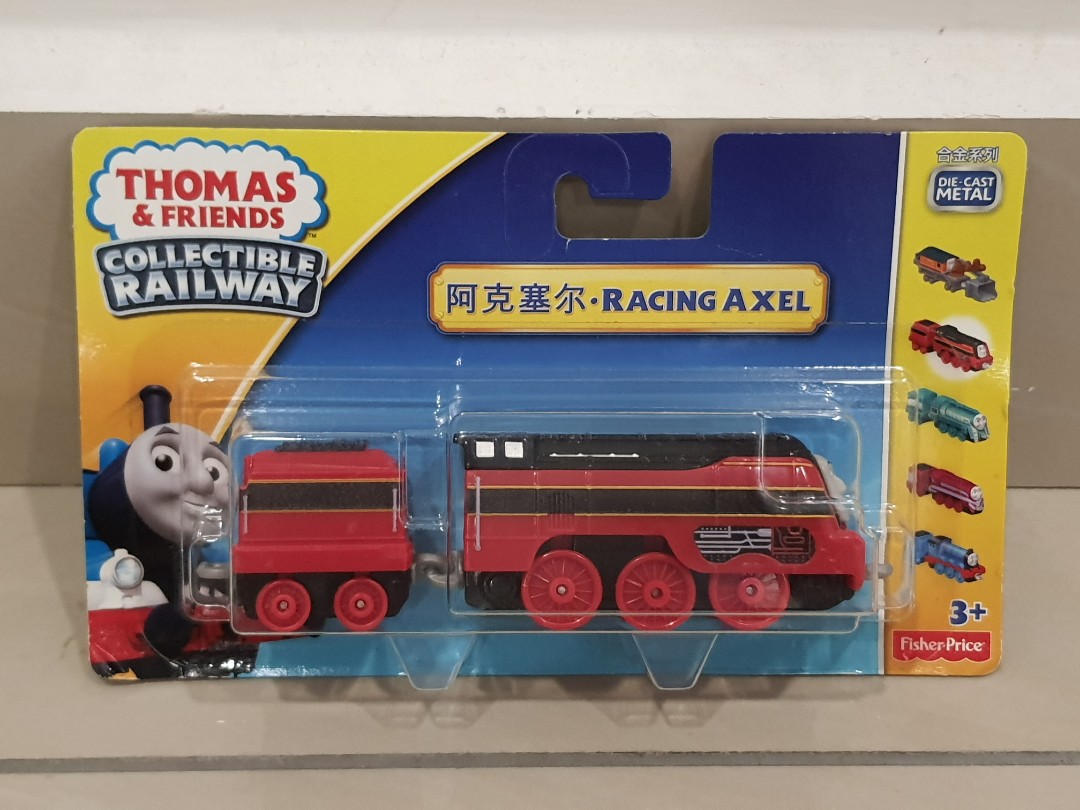 THOMAS
& FRIENDS
™
COLLECTIBLE
RAILWAY
阿克塞尔·RACING AXEL
合金系列
DIE-CAST
METAL
3+
Fisher-Price